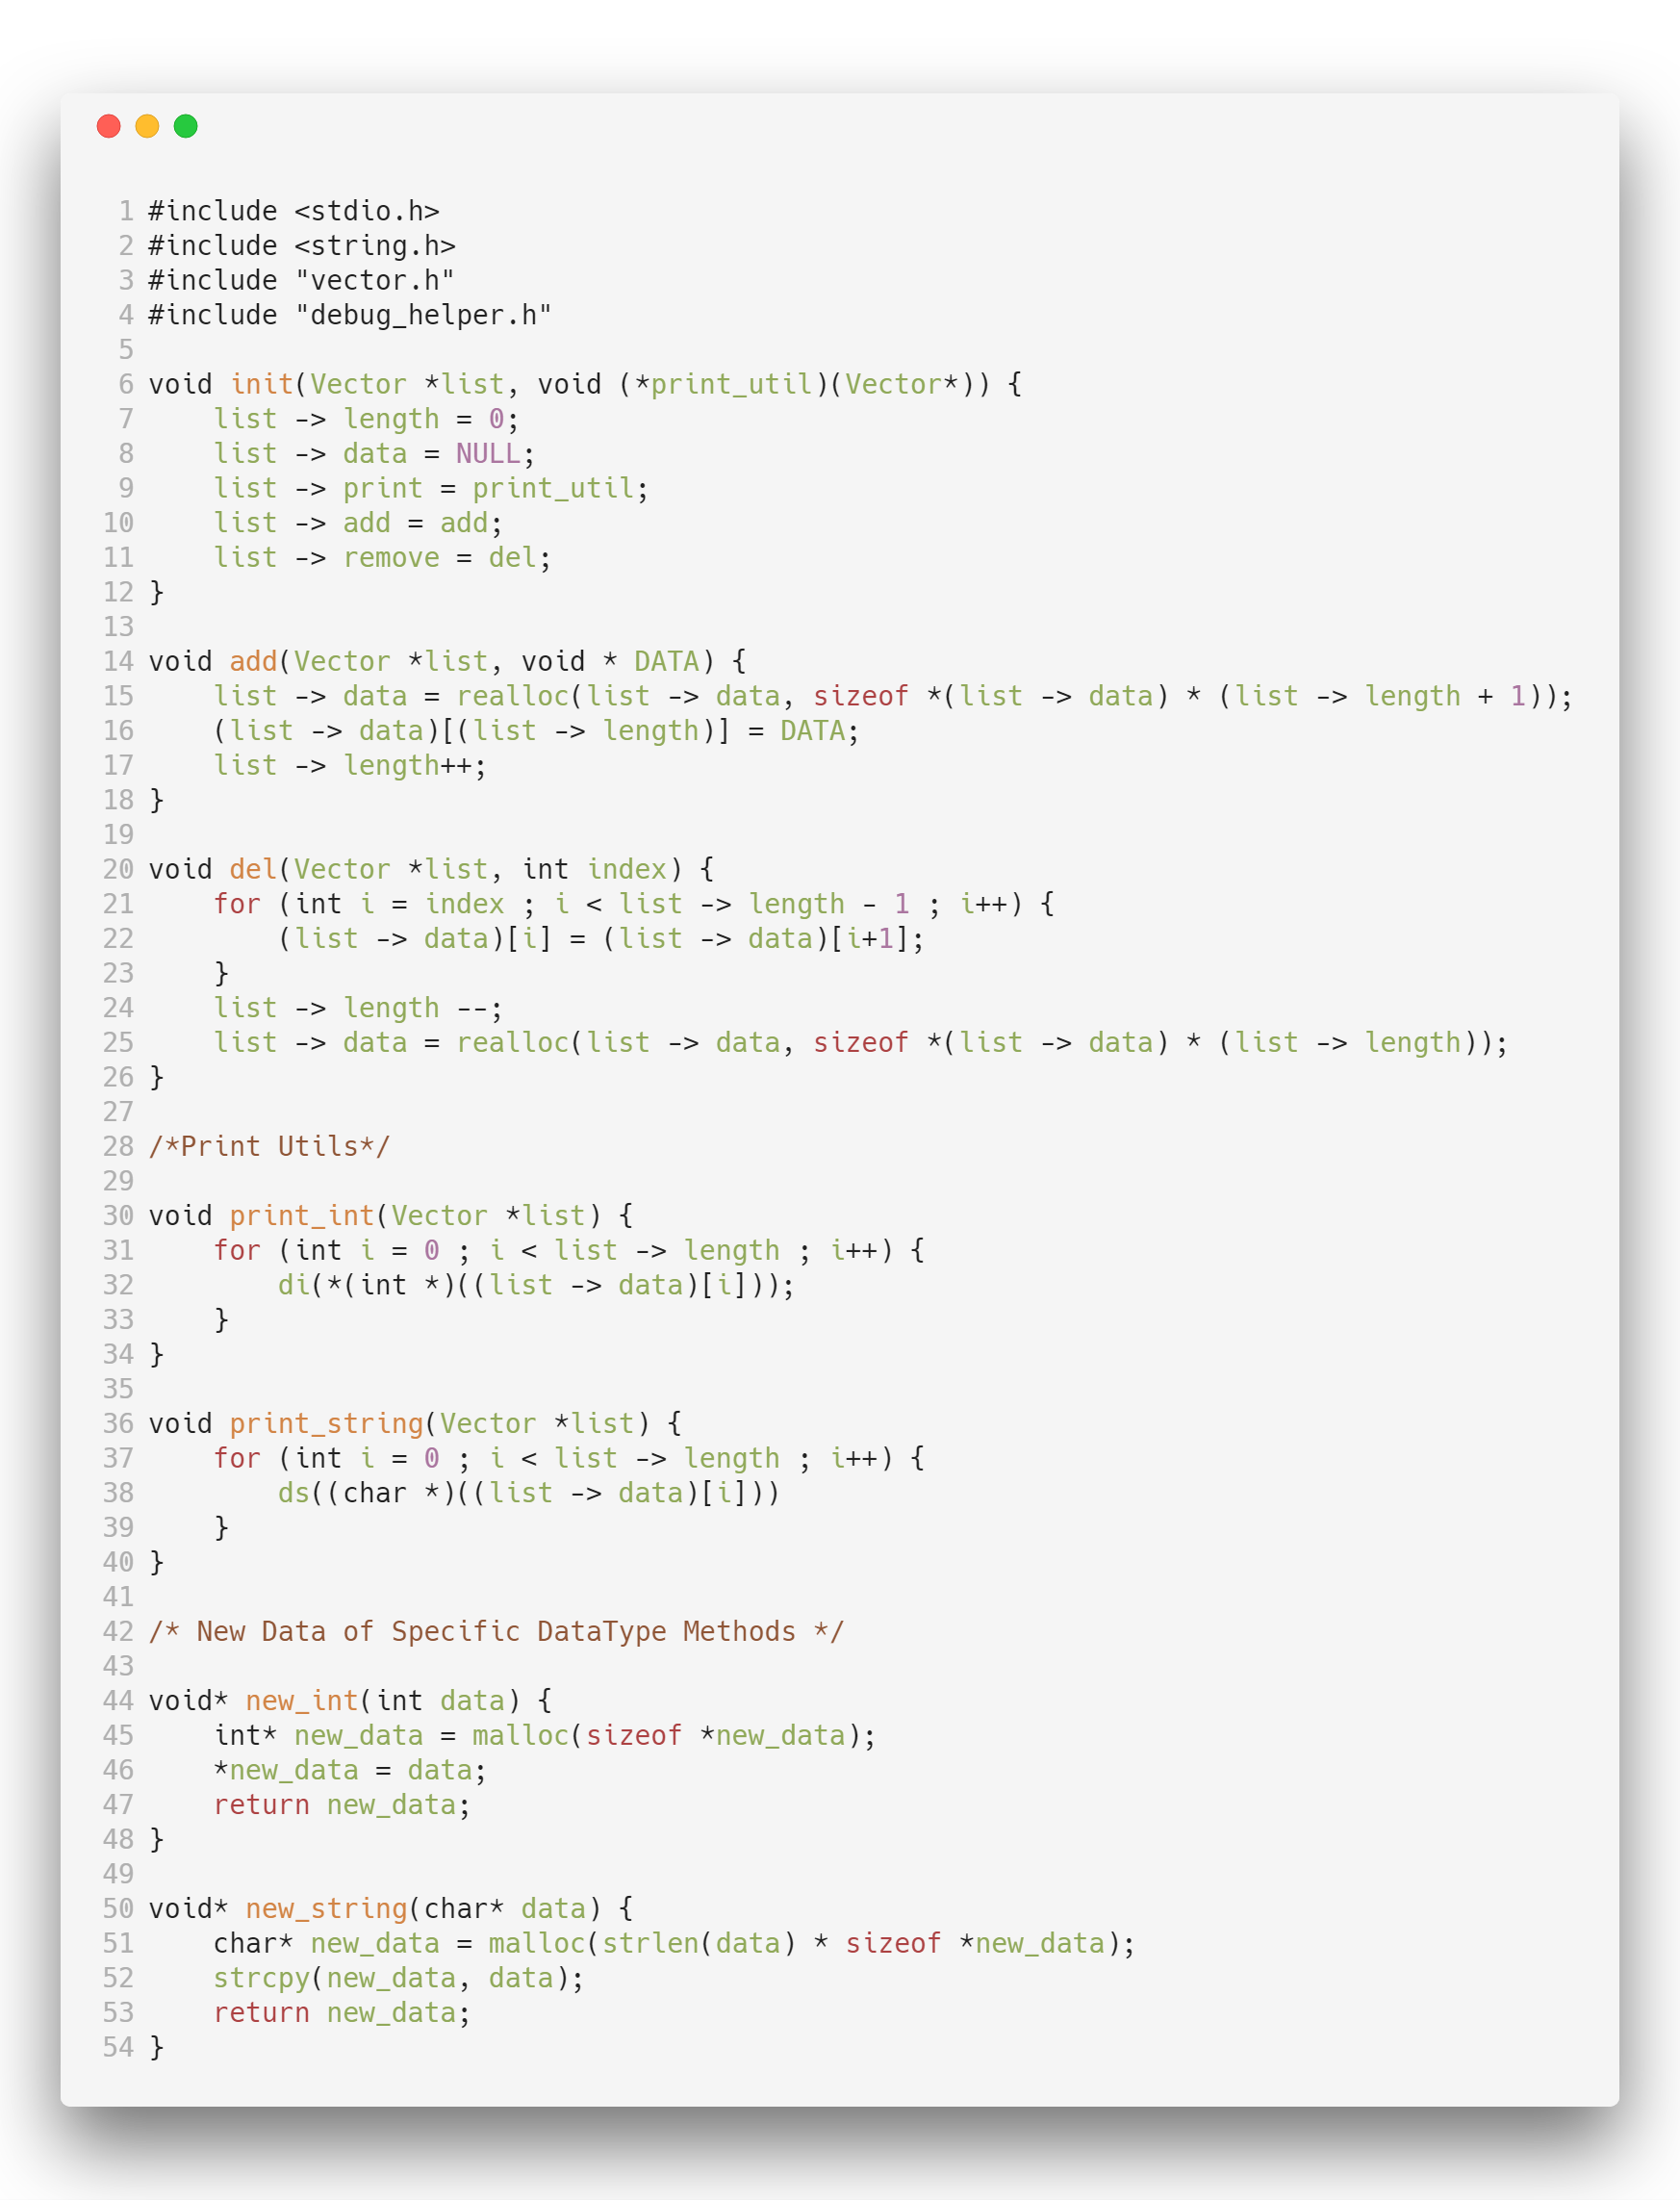 1 #include <stdio.h>
2 #include <string.h>
3 #include "vector.h"
4 #include "debug_helper.h"
5
6 void init(Vector *list, void (*print_util)(Vector*)) {
7     list -> length = 0;
8     list -> data = NULL;
9     list -> print = print_util;
10     list -> add = add;
11     list -> remove = del;
12 }
13
14 void add(Vector *list, void * DATA) {
15     list -> data = realloc(list -> data, sizeof *(list -> data) * (list -> length + 1));
16     (list -> data)[(list -> length)] = DATA;
17     list -> length++;
18 }
19
20 void del(Vector *list, int index) {
21     for (int i = index ; i < list -> length - 1 ; i++) {
22         (list -> data)[i] = (list -> data)[i+1];
23     }
24     list -> length --;
25     list -> data = realloc(list -> data, sizeof *(list -> data) * (list -> length));
26 }
27
28 /*Print Utils*/
29
30 void print_int(Vector *list) {
31     for (int i = 0 ; i < list -> length ; i++) {
32         di(*(int *)((list -> data)[i]));
33     }
34 }
35
36 void print_string(Vector *list) {
37     for (int i = 0 ; i < list -> length ; i++) {
38         ds((char *)((list -> data)[i]))
39     }
40 }
41
42 /* New Data of Specific DataType Methods */
43
44 void* new_int(int data) {
45     int* new_data = malloc(sizeof *new_data);
46     *new_data = data;
47     return new_data;
48 }
49
50 void* new_string(char* data) {
51     char* new_data = malloc(strlen(data) * sizeof *new_data);
52     strcpy(new_data, data);
53     return new_data;
54 }